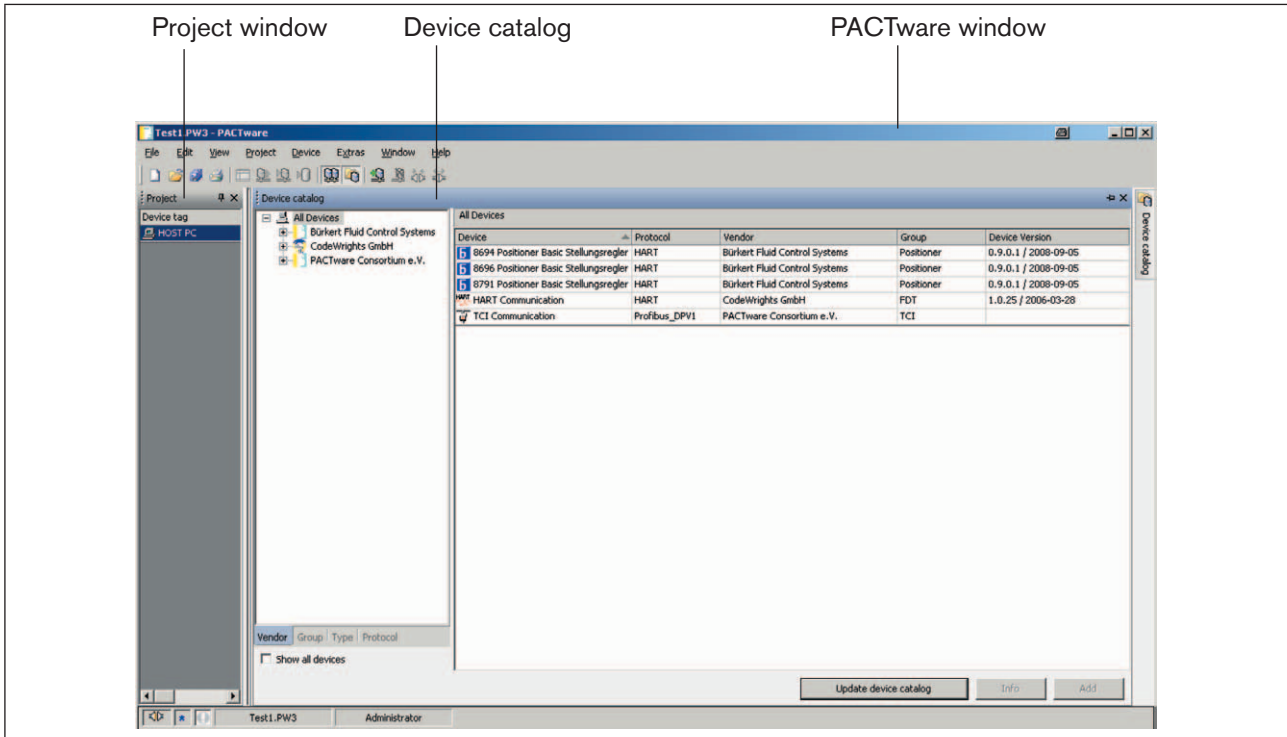 Project window Device catalog PACTware window
Test1.PW3 - PACTware
File Edit View Project Device Extras Window Help
Project
Device tag
HOST PC
Device catalog
All Devices
Bürkert Fluid Control Systems
CodeWrights GmbH
PACTware Consortium e.V.
All Devices
Device Protocol Vendor Group Device Version
8694 Positioner Basic Stellungsregler HART Bürkert Fluid Control Systems Positioner 0.9.0.1 / 2008-09-05
8696 Positioner Basic Stellungsregler HART Bürkert Fluid Control Systems Positioner 0.9.0.1 / 2008-09-05
8791 Positioner Basic Stellungsregler HART Bürkert Fluid Control Systems Positioner 0.9.0.1 / 2008-09-05
HART Communication HART CodeWrights GmbH FDT 1.0.25 / 2006-03-28
TCI Communication Profibus_DPV1 PACTware Consortium e.V. TCI
Device catalog
Vendor Group Type Protocol
Show all devices
Update device catalog Info Add
Test1.PW3 Administrator